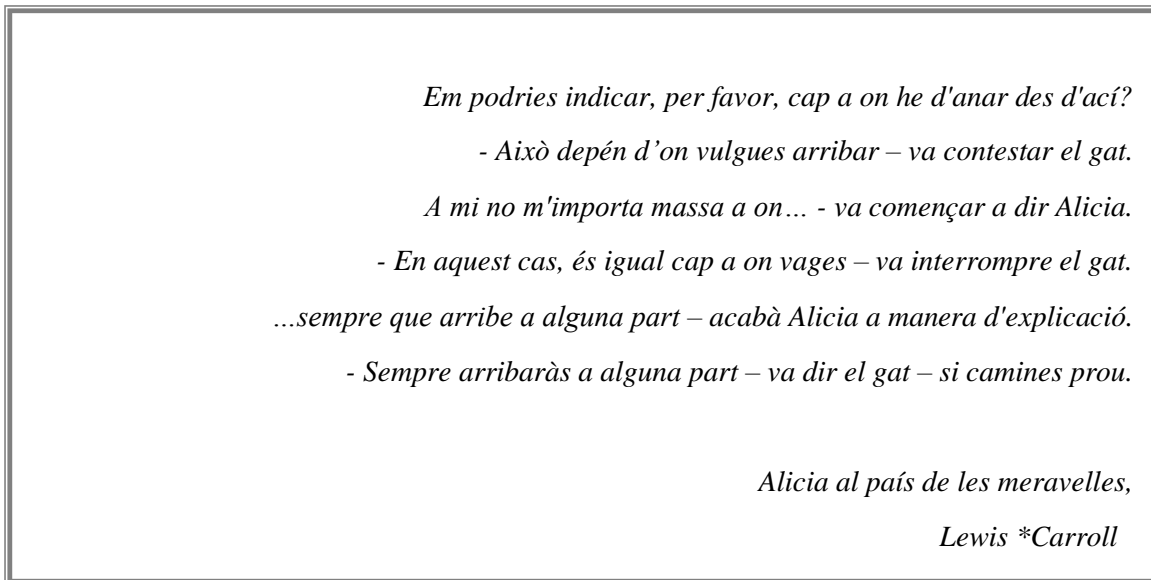 Em podries indicar, per favor, cap a on he d'anar des d'ací?
- Això depén d’on vulgues arribar – va contestar el gat.
A mi no m'importa massa a on… - va començar a dir Alicia.
- En aquest cas, és igual cap a on vages – va interrompre el gat.
…sempre que arribe a alguna part – acabà Alicia a manera d'explicació.
- Sempre arribaràs a alguna part – va dir el gat – si camines prou.
Alicia al país de les meravelles,
Lewis *Carroll